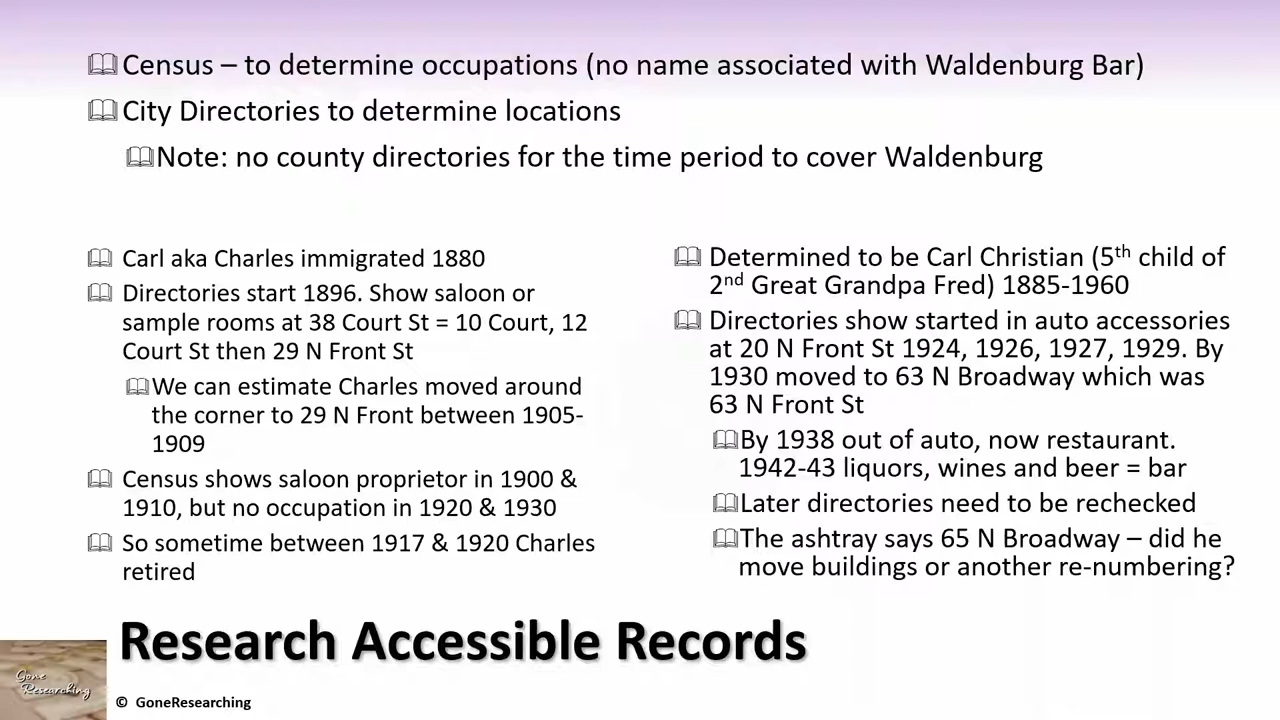 Census – to determine occupations (no name associated with Waldenburg Bar)
City Directories to determine locations
Note: no county directories for the time period to cover Waldenburg
Carl aka Charles immigrated 1880
Directories start 1896. Show saloon or
sample rooms at 38 Court St = 10 Court, 12
Court St then 29 N Front St
We can estimate Charles moved around
the corner to 29 N Front between 1905-
1909
Census shows saloon proprietor in 1900 &
1910, but no occupation in 1920 & 1930
So sometime between 1917 & 1920 Charles
retired
Determined to be Carl Christian (5th child of
2nd Great Grandpa Fred) 1885-1960
Directories show started in auto accessories
at 20 N Front St 1924, 1926, 1927, 1929. By
1930 moved to 63 N Broadway which was
63 N Front St
By 1938 out of auto, now restaurant.
1942-43 liquors, wines and beer = bar
Later directories need to be rechecked
The ashtray says 65 N Broadway – did he
move buildings or another re-numbering?
Research Accessible Records
Gone
Researching
© GoneResearching